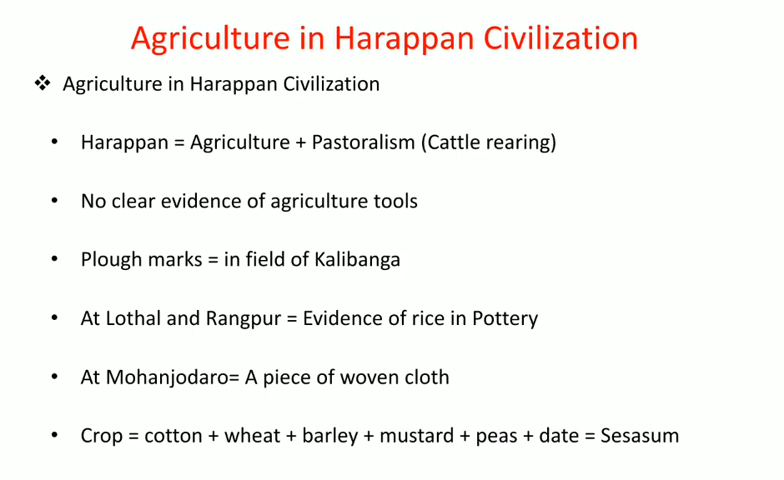 Agriculture in Harappan Civilization
❖ Agriculture in Harappan Civilization
• Harappan = Agriculture + Pastoralism (Cattle rearing)
• No clear evidence of agriculture tools
• Plough marks = in field of Kalibanga
• At Lothal and Rangpur = Evidence of rice in Pottery
• At Mohanjodaro= A piece of woven cloth
• Crop = cotton + wheat + barley + mustard + peas + date = Sesasum